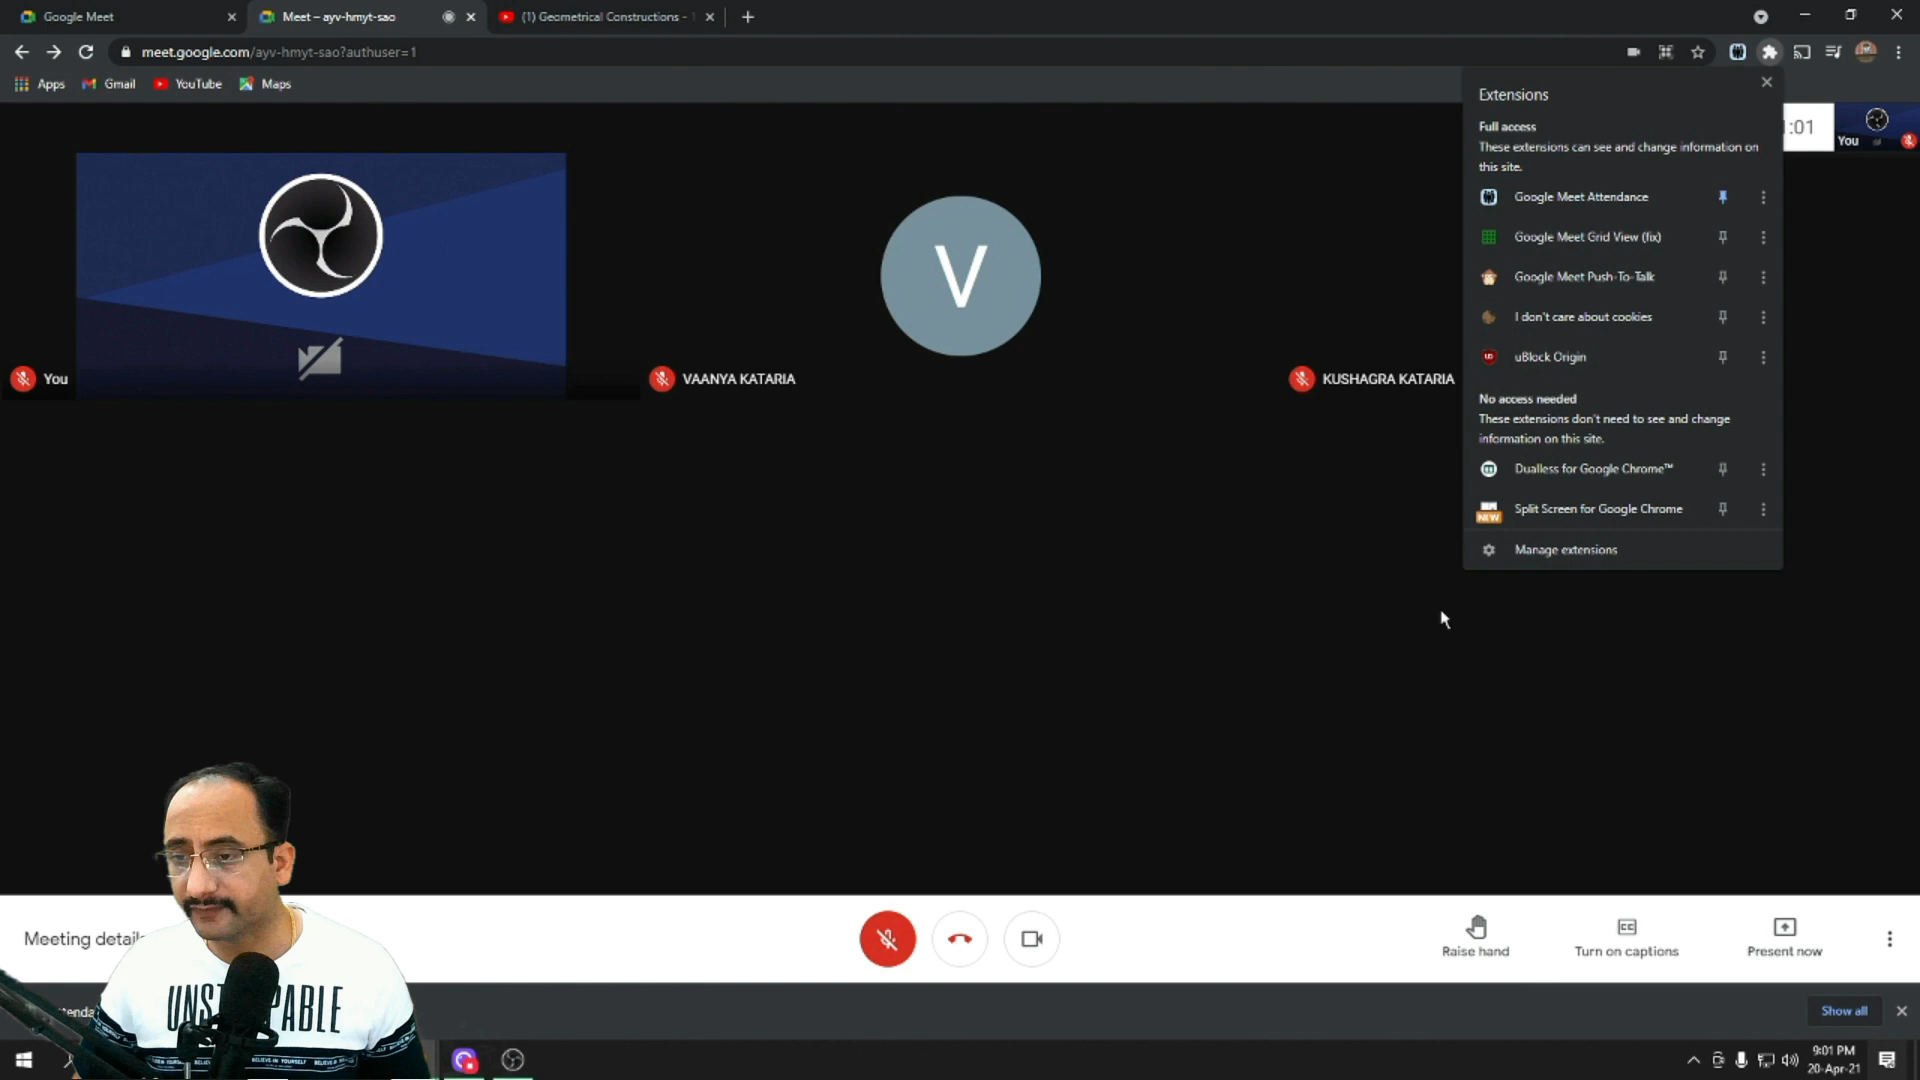 Google Meet
Meet – ayv-hmyt-sao
(1) Geometrical Constructions -
meet.google.com/ayv-hmyt-sao?authuser=1
Apps
Gmail
YouTube
Maps
Extensions
Full access
These extensions can see and change information on
this site.
Google Meet Attendance
Google Meet Grid View (fix)
Google Meet Push-To-Talk
I don't care about cookies
uBlock Origin
No access needed
These extensions don't need to see and change
information on this site.
Dualless for Google Chrome™
NEW
Split Screen for Google Chrome
Manage extensions
:01
You
V
You
VAANYA KATARIA
KUSHAGRA KATARIA
Meeting details
Raise hand
Turn on captions
Present now
Show all
9:01 PM
20-Apr-21